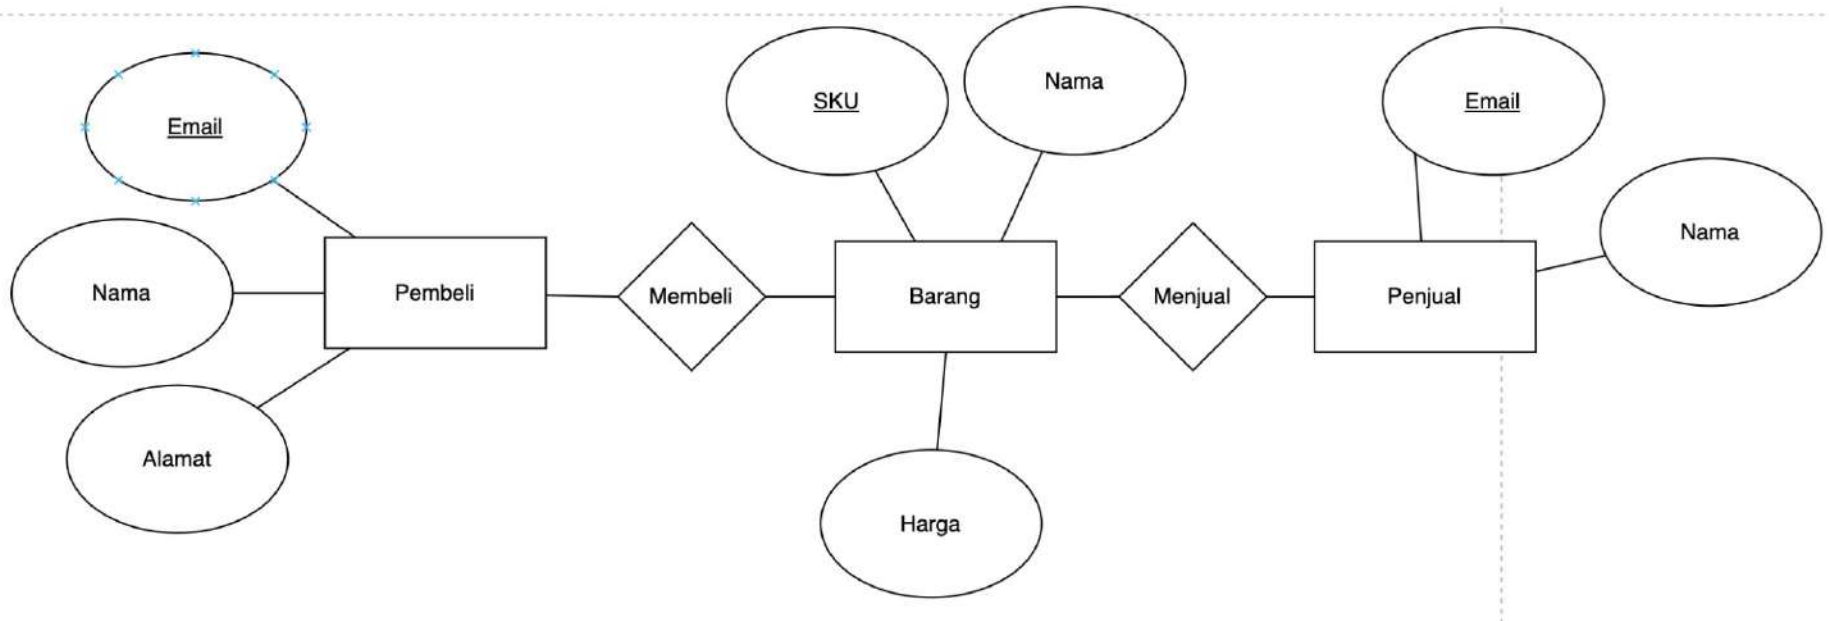 Email
Nama
Alamat
Pembeli
Membeli
SKU
Nama
Barang
Harga
Menjual
Penjual
Email
Nama